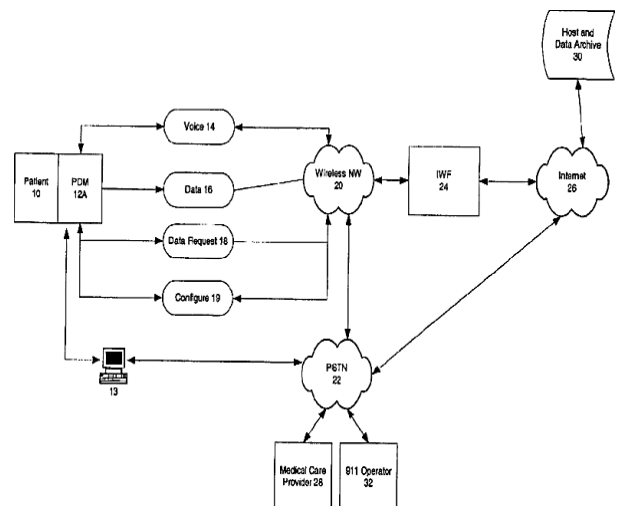 Host and
Data Archive
30
Voice 14
Patient
10
PDM
12A
Data 16
Wireless NW
20
IWF
24
Internet
26
Data Request 18
Configure 19
13
PSTN
22
Medical Care
Provider 28
911 Operator
32